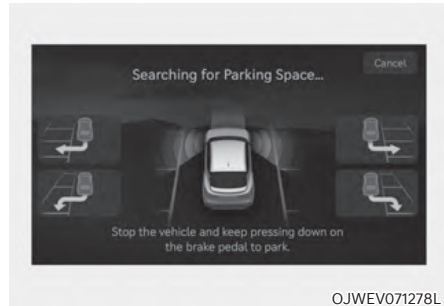 Cancel
Searching for Parking Space...
Stop the vehicle and keep pressing down on
the brake pedal to park.
OJWEV071278L